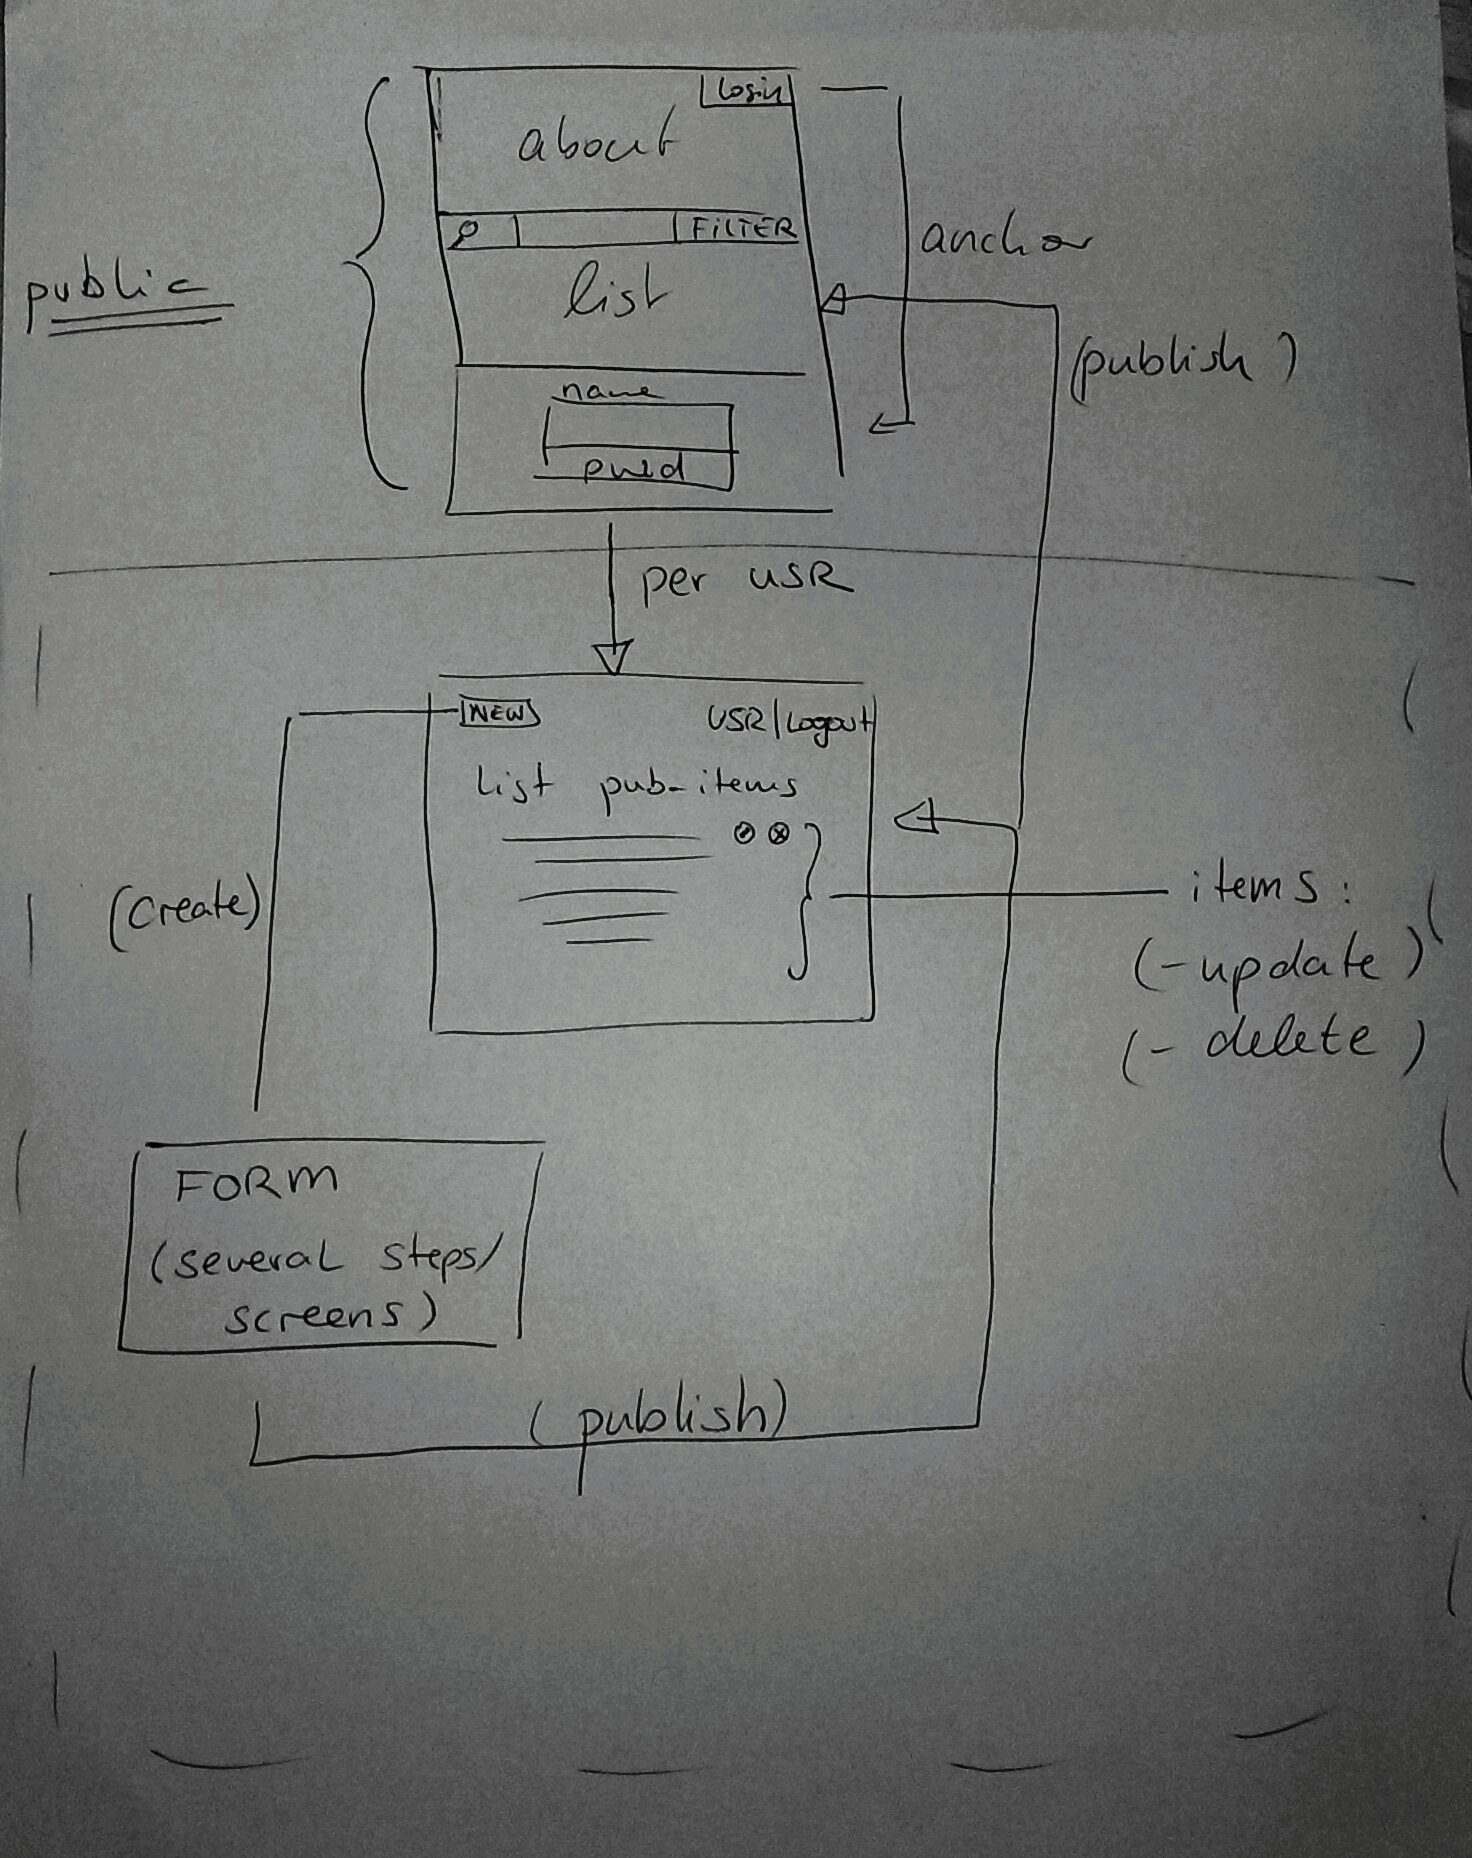 Login
about
FILTER
anchor
public
list
(publish)
name
pwd
per USR
NEW
USR/Logout
List pub-items
(create)
items:
(-update)
(- delete)
FORM
(several steps/
screens)
(publish)